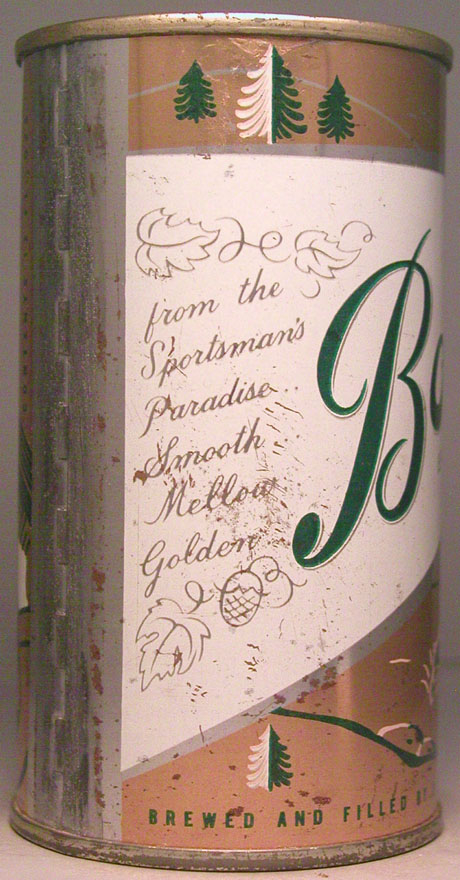 from the
Sportsman's
Paradise...
Smooth
Mellow
Golden
BREWED AND FILLED BY